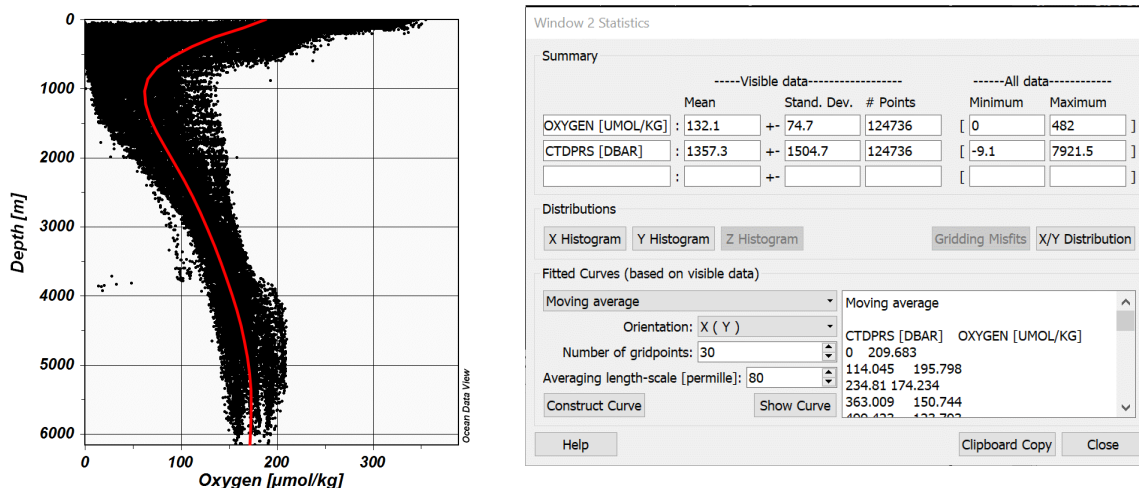 0
1000
2000
3000
4000
5000
6000
Depth [m]
0 100 200 300
Oxygen [µmol/kg]
Ocean Data View
Window 2 Statistics
Summary
-----Visible data-----------------
------All data------------
Mean Stand. Dev. # Points Minimum Maximum
OXYGEN [UMOL/KG] : 132.1 +- 74.7 124736 [ 0 482 ]
CTDPRS [DBAR] : 1357.3 +- 1504.7 124736 [ -9.1 7921.5 ]
: +- [ ]
Distributions
X Histogram Y Histogram Z Histogram Gridding Misfits X/Y Distribution
Fitted Curves (based on visible data)
Moving average
Orientation: X ( Y )
Number of gridpoints: 30
Averaging length-scale [permille]: 80
Construct Curve Show Curve
Moving average
CTDPRS [DBAR] OXYGEN [UMOL/KG]
0 209.683
114.045 195.798
234.81 174.234
363.009 150.744
Help Clipboard Copy Close